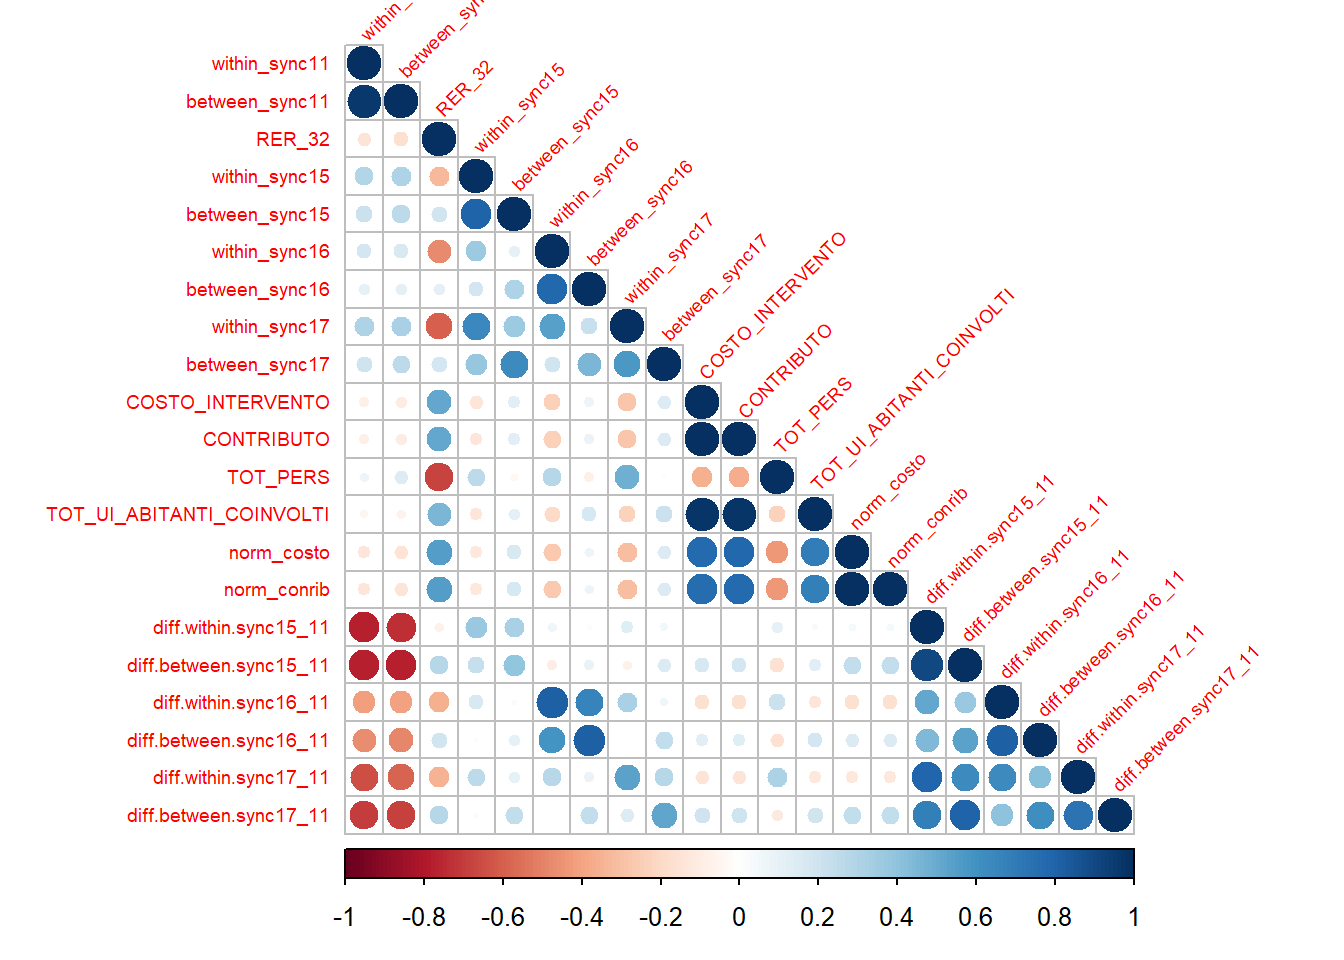 within_
between_sy
RER_32
within_sync15
between_sync15
within_sync16
between_sync16
within_sync17
between_sync17
COSTO_INTERVENTO
CONTRIBUTO
TOT_PERS
TOT_UI_ABITANTI_COINVOLTI
norm_costo
norm_conrib
diff.within.sync15_11
diff.between.sync15_11
diff.within.sync16_11
diff.between.sync16_11
diff.within.sync17_11
diff.between.sync17_11
within_sync11
between_sync11
RER_32
within_sync15
between_sync15
within_sync16
between_sync16
within_sync17
between_sync17
COSTO_INTERVENTO
CONTRIBUTO
TOT_PERS
TOT_UI_ABITANTI_COINVOLTI
norm_costo
norm_conrib
diff.within.sync15_11
diff.between.sync15_11
diff.within.sync16_11
diff.between.sync16_11
diff.within.sync17_11
diff.between.sync17_11
-1 -0.8 -0.6 -0.4 -0.2 0 0.2 0.4 0.6 0.8 1